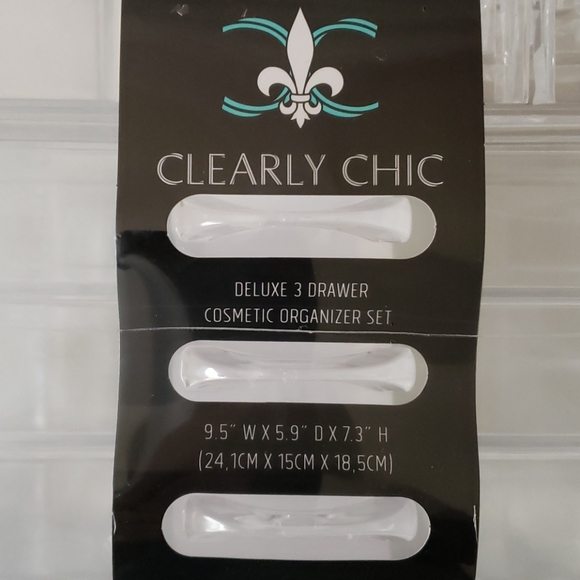 CLEARLY CHIC
DELUXE 3 DRAWER
COSMETIC ORGANIZER SET
9.5" W X 5.9" D X 7.3" H
(24,1CM X 15CM X 18,5CM)